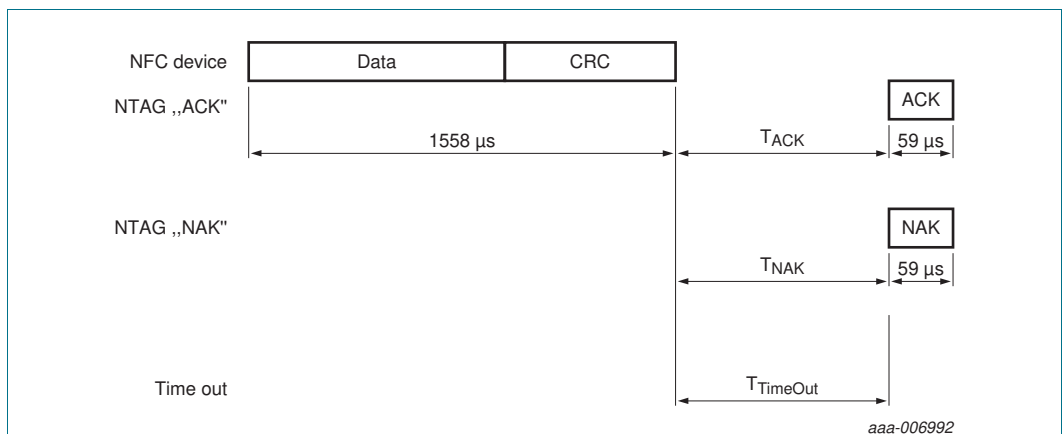 NFC device Data CRC
NTAG ,,ACK" ACK
1558 µs TACK 59 µs
NTAG ,,NAK" NAK
TNAK 59 µs
Time out TTimeOut
aaa-006992